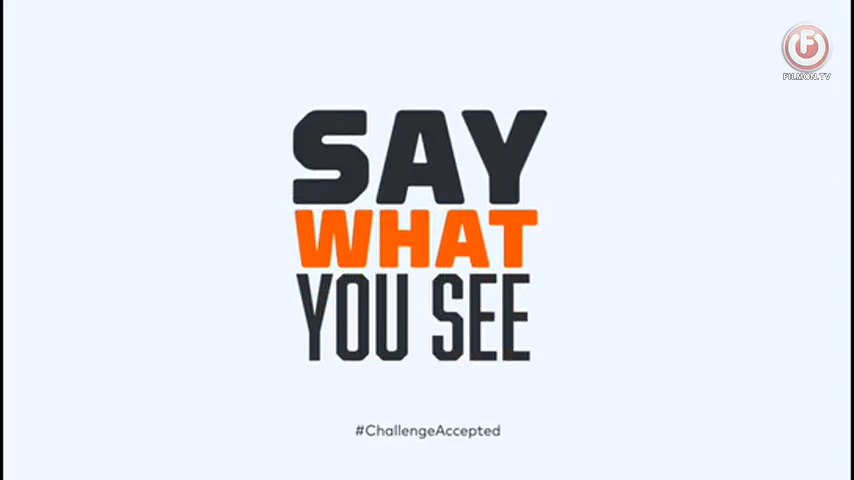 FILMON.TV
SAY
WHAT
YOU SEE
#ChallengeAccepted